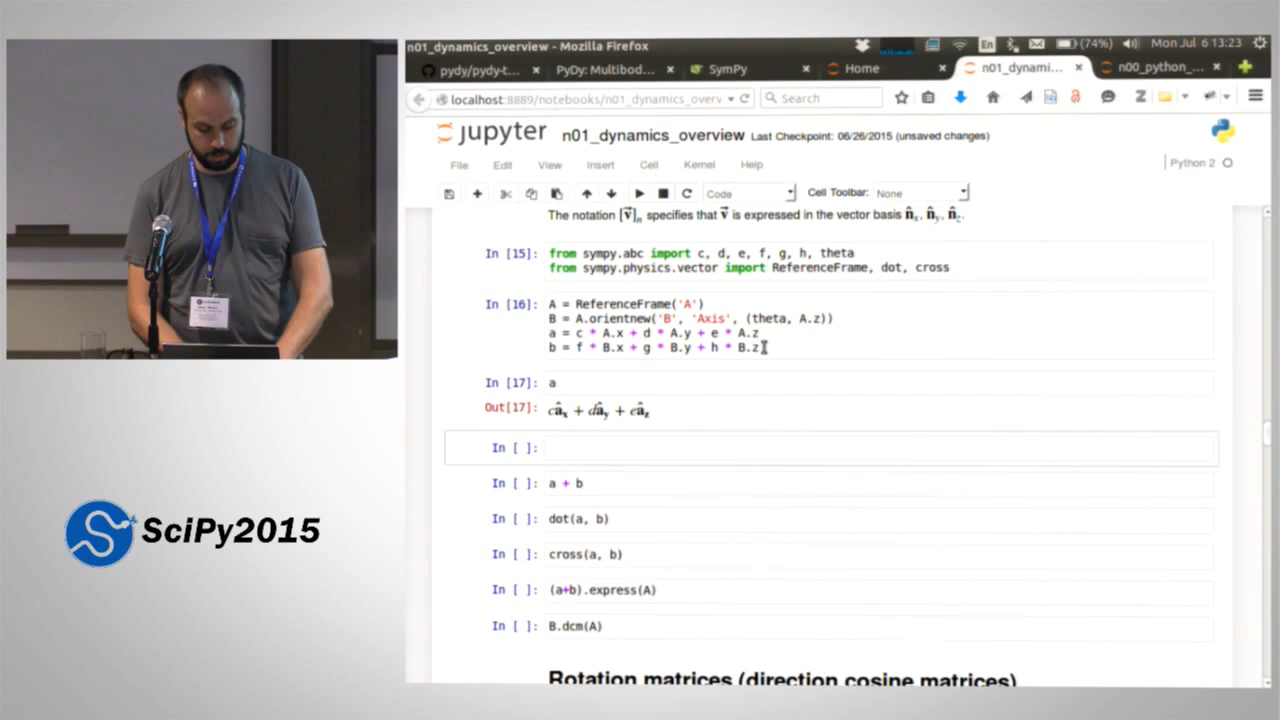 n01_dynamics_overview - Mozilla Firefox
En
(74%)
Mon Jul 6 13:23
pydy/pydy-t... ×
PyDy: Multibod... ×
SymPy ×
Home ×
n01_dynami... ×
n00_python_... ×
localhost:8889/notebooks/n01_dynamics_overv
Search
jupyter n01_dynamics_overview Last Checkpoint: 06/26/2015 (unsaved changes)
File Edit View Insert Cell Kernel Help
Python 2
Code
Cell Toolbar: None
The notation [v⃗]ₙ specifies that v⃗ is expressed in the vector basis n̂ₓ, n̂ᵧ, n̂_z.
In [15]: from sympy.abc import c, d, e, f, g, h, theta
from sympy.physics.vector import ReferenceFrame, dot, cross
In [16]: A = ReferenceFrame('A')
B = A.orientnew('B', 'Axis', (theta, A.z))
a = c * A.x + d * A.y + e * A.z
b = f * B.x + g * B.y + h * B.z
In [17]: a
Out[17]: câₓ + dâᵧ + eâ_z
In [ ]:
In [ ]: a + b
In [ ]: dot(a, b)
In [ ]: cross(a, b)
In [ ]: (a+b).express(A)
In [ ]: B.dcm(A)
Rotation matrices (direction cosine matrices)
SciPy2015